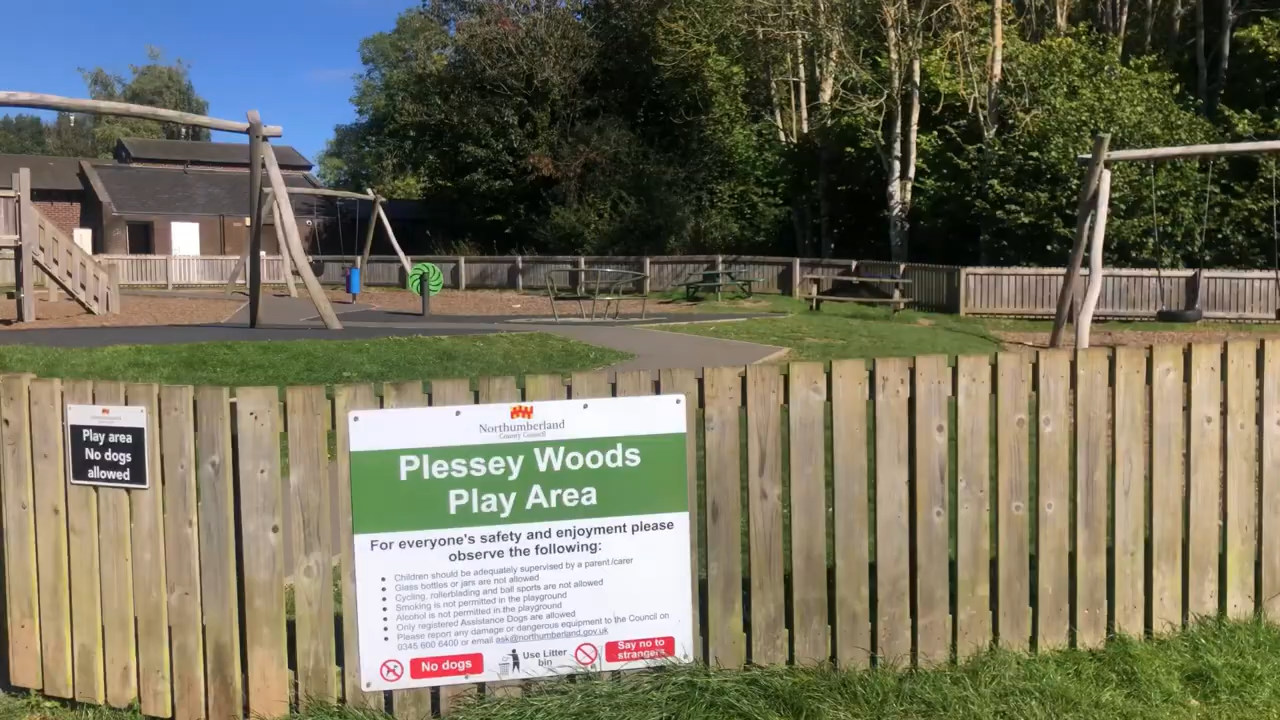 Play area
No dogs
allowed
Northumberland
County Council
Plessey Woods
Play Area
For everyone's safety and enjoyment please
observe the following:
Children should be adequately supervised by a parent/carer
Glass bottles or jars are not allowed
Cycling, rollerblading and ball sports are not allowed
Smoking is not permitted in the playground
Alcohol is not permitted in the playground
Only registered Assistance Dogs are allowed
Please report any damage or dangerous equipment to the Council on
0345 600 6400 or email ask@northumberland.gov.uk
No dogs
Use Litter
bin
Say no to
strangers